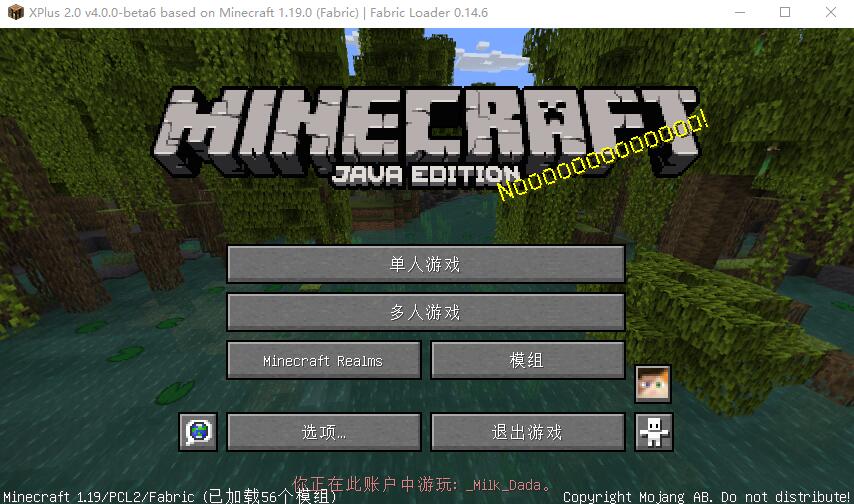 XPlus 2.0 v4.0.0-beta6 based on Minecraft 1.19.0 (Fabric) | Fabric Loader 0.14.6
MINECRAFT
JAVA EDITION
Noooooooooooooo!
单人游戏
多人游戏
Minecraft Realms
模组
选项…
退出游戏
你正在此账户中游玩: _Milk_Dada。
Minecraft 1.19/PCL2/Fabric (已加载56个模组)
Copyright Mojang AB. Do not distribute!